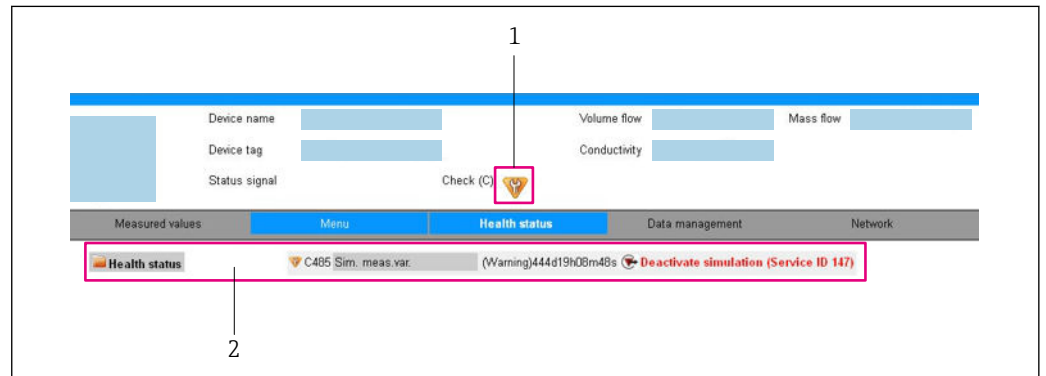 1
Device name Volume flow Mass flow
Device tag Conductivity
Status signal Check (C)
Measured values Menu Health status Data management Network
Health status C485 Sim. meas.var. (Warning)444d19h08m48s Deactivate simulation (Service ID 147)
2